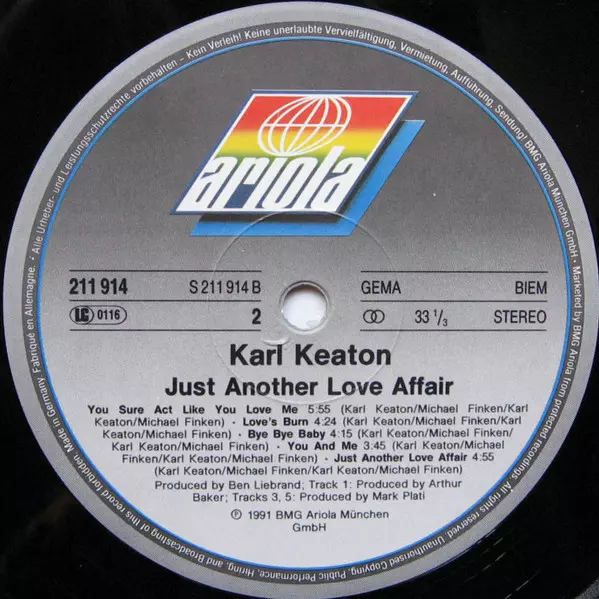 Alle Urheber- und Leistungsschutzrechte vorbehalten – Kein Verleih! Keine unerlaubte Vervielfältigung, Vermietung, Aufführung, Sendung! BMG Ariola München GmbH • Marketed by BMG Ariola from protected recordings. All rights reserved. Unauthorised Copying, Public Performance, Hiring, and Broadcasting of this record forbidden. Made in Germany. Fabriqué en Allemagne. •
ariola
211 914 S 211 914 B GEMA BIEM
LC 0116 2 33 1/3 STEREO
Karl Keaton
Just Another Love Affair
You Sure Act Like You Love Me 5:55 (Karl Keaton/Michael Finken/Karl
Keaton/Michael Finken) · Love's Burn 4:24 (Karl Keaton/Michael Finken/Karl
Keaton/Michael Finken) · Bye Bye Baby 4:15 (Karl Keaton/Michael Finken/
Karl Keaton/Michael Finken) · You And Me 3:45 (Karl Keaton/Michael
Finken/Karl Keaton/Michael Finken) · Just Another Love Affair 4:55
(Karl Keaton/Michael Finken/Karl Keaton/Michael Finken)
Produced by Ben Liebrand; Track 1: Produced by Arthur
Baker; Tracks 3, 5: Produced by Mark Plati
℗ 1991 BMG Ariola München
GmbH